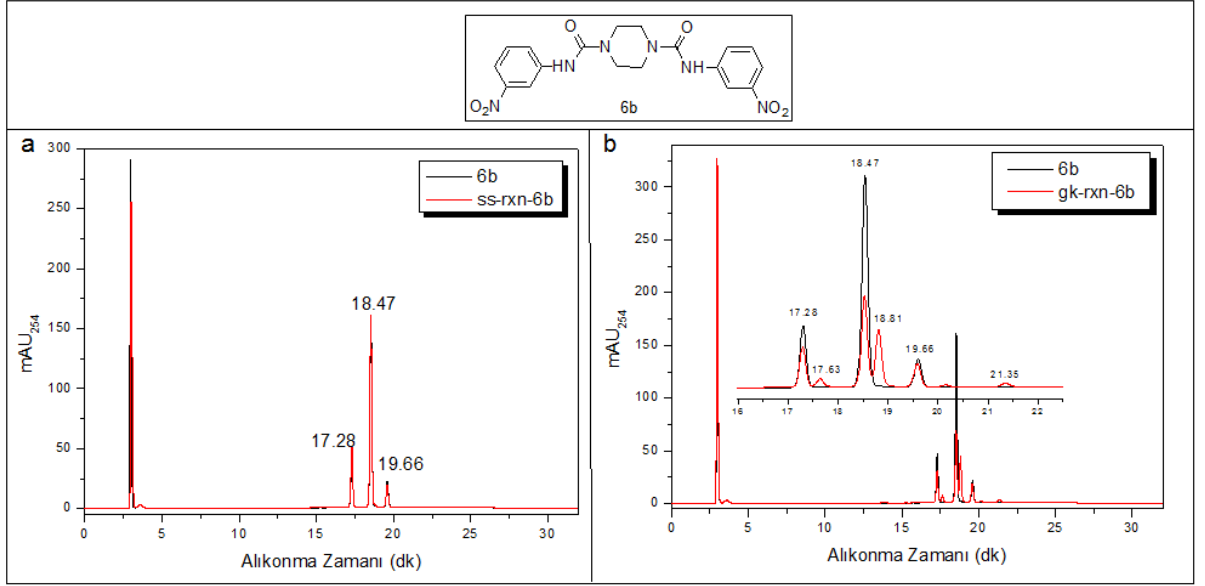 O
O
N
N
HN
NH
O₂N
NO₂
6b
a
300
250
200
150
100
50
0
mAU₂₅₄
6b
ss-rxn-6b
18.47
17.28
19.66
0 5 10 15 20 25 30
Alıkonma Zamanı (dk)
b
300
250
200
150
100
50
0
mAU₂₅₄
6b
gk-rxn-6b
18.47
17.28
18.81
17.63
19.66
21.35
16 17 18 19 20 21 22
0 5 10 15 20 25 30
Alıkonma Zamanı (dk)